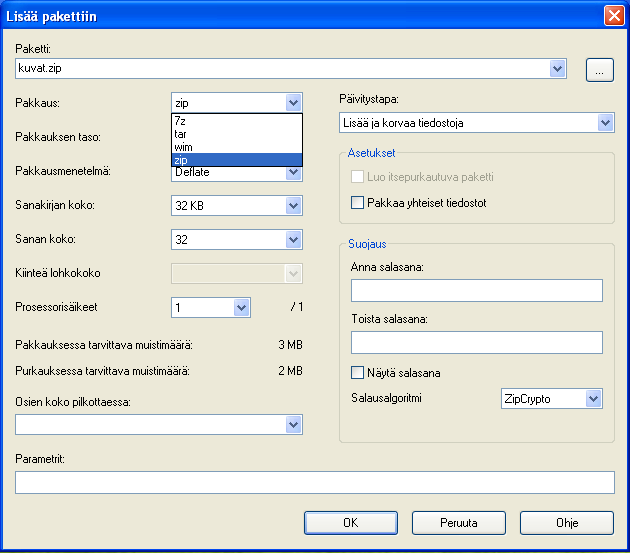 Lisää pakettiin
Paketti:
kuvat.zip
...
Pakkaus:
zip
7z
tar
wim
zip
Pakkauksen taso:
Pakkausmenetelmä:
Deflate
Sanakirjan koko:
32 KB
Sanan koko:
32
Kiinteä lohkokoko
Prosessorisäikeet
1
/ 1
Pakkauksessa tarvittava muistimäärä:
3 MB
Purkauksessa tarvittava muistimäärä:
2 MB
Osien koko pilkottaessa:
Päivitystapa:
Lisää ja korvaa tiedostoja
Asetukset
Luo itsepurkautuva paketti
Pakkaa yhteiset tiedostot
Suojaus
Anna salasana:
Toista salasana:
Näytä salasana
Salausalgoritmi
ZipCrypto
Parametrit:
OK
Peruuta
Ohje